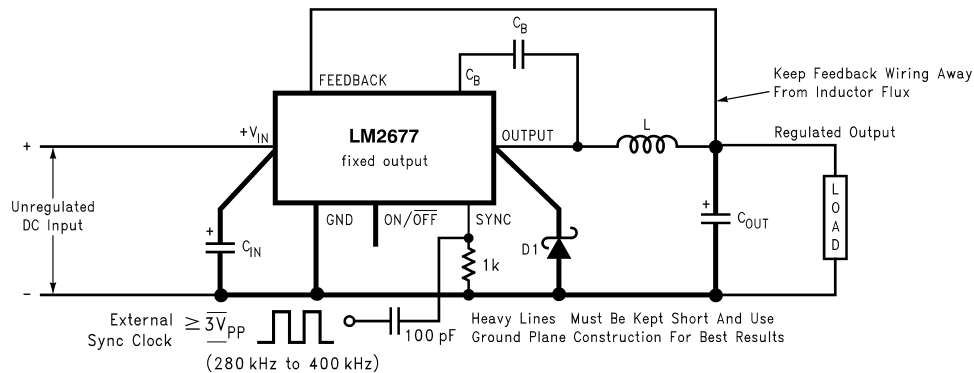 C_B
FEEDBACK
C_B
Keep Feedback Wiring Away
From Inductor Flux
+V_IN
LM2677
fixed output
OUTPUT
L
Regulated Output
+
Unregulated
DC Input
−
+
C_IN
GND
ON/O̅F̅F̅
SYNC
1k
D1
+
C_OUT
LOAD
External
Sync Clock
≥ 3V_PP
(280 kHz to 400 kHz)
100 pF
Heavy Lines Must Be Kept Short And Use
Ground Plane Construction For Best Results